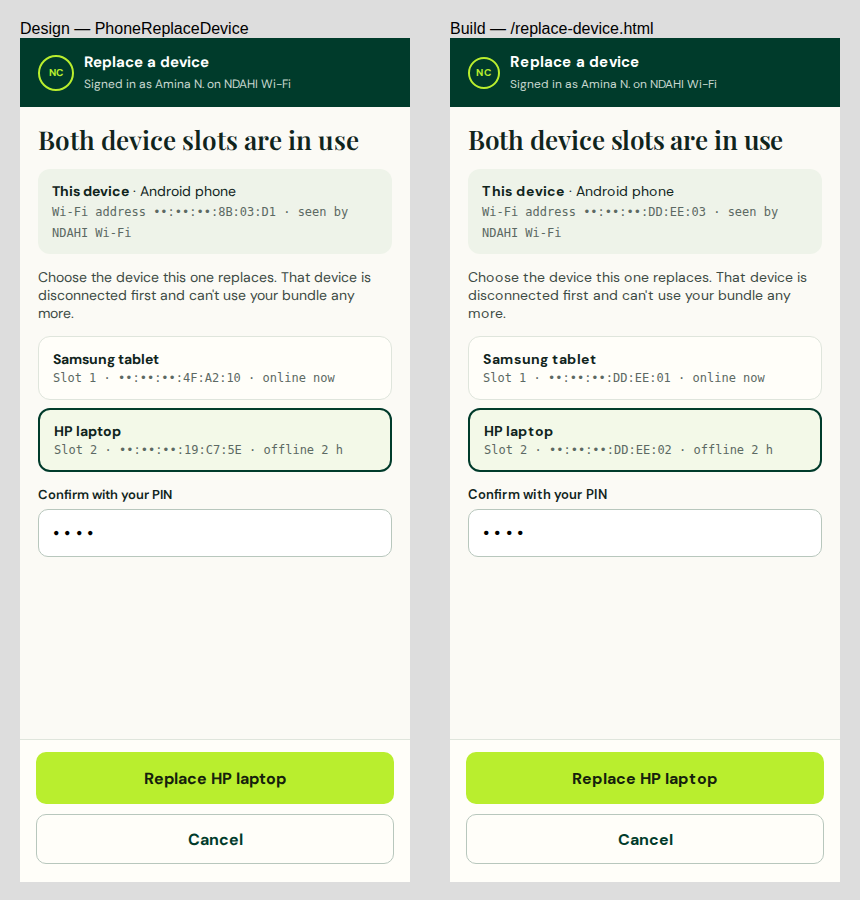 Design — PhoneReplaceDevice
NC
Replace a device
Signed in as Amina N. on NDAHI Wi-Fi
Both device slots are in use
This device · Android phone
Wi-Fi address ••:••:••:8B:03:D1 · seen by
NDAHI Wi-Fi
Choose the device this one replaces. That device is
disconnected first and can't use your bundle any
more.
Samsung tablet
Slot 1 · ••:••:••:4F:A2:10 · online now
HP laptop
Slot 2 · ••:••:••:19:C7:5E · offline 2 h
Confirm with your PIN
••••
Replace HP laptop
Cancel
Build — /replace-device.html
NC
Replace a device
Signed in as Amina N. on NDAHI Wi-Fi
Both device slots are in use
This device · Android phone
Wi-Fi address ••:••:••:DD:EE:03 · seen by
NDAHI Wi-Fi
Choose the device this one replaces. That device is
disconnected first and can't use your bundle any
more.
Samsung tablet
Slot 1 · ••:••:••:DD:EE:01 · online now
HP laptop
Slot 2 · ••:••:••:DD:EE:02 · offline 2 h
Confirm with your PIN
••••
Replace HP laptop
Cancel